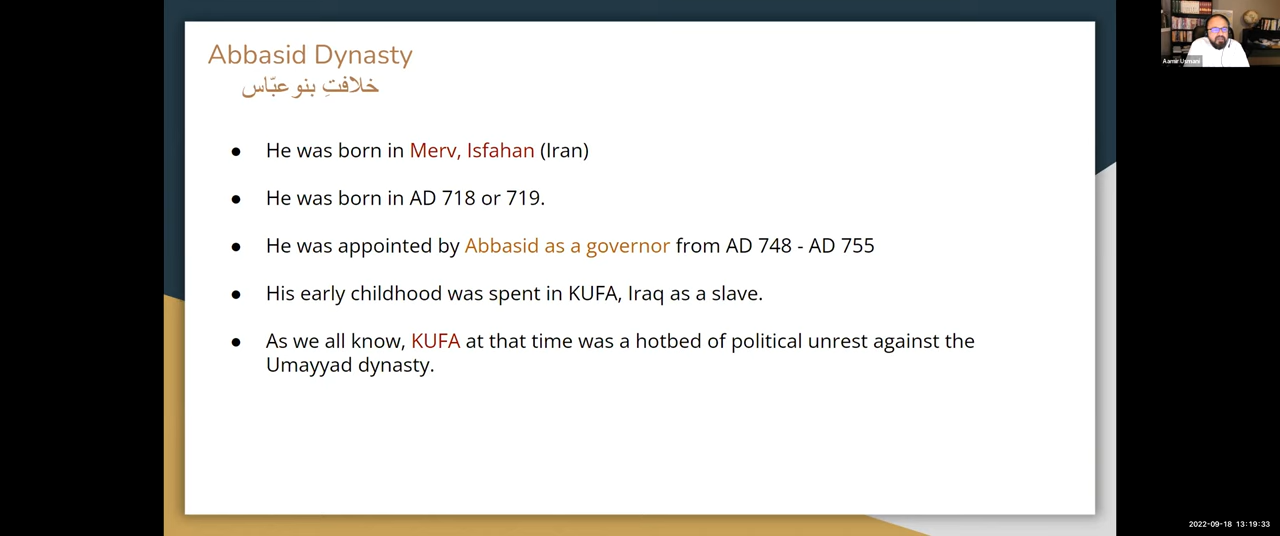 Abbasid Dynasty
خلافتِ بنو عبّاس
● He was born in Merv, Isfahan (Iran)
● He was born in AD 718 or 719.
● He was appointed by Abbasid as a governor from AD 748 - AD 755
● His early childhood was spent in KUFA, Iraq as a slave.
● As we all know, KUFA at that time was a hotbed of political unrest against the
Umayyad dynasty.
Aamir Usmani
2022-09-18 13:19:33